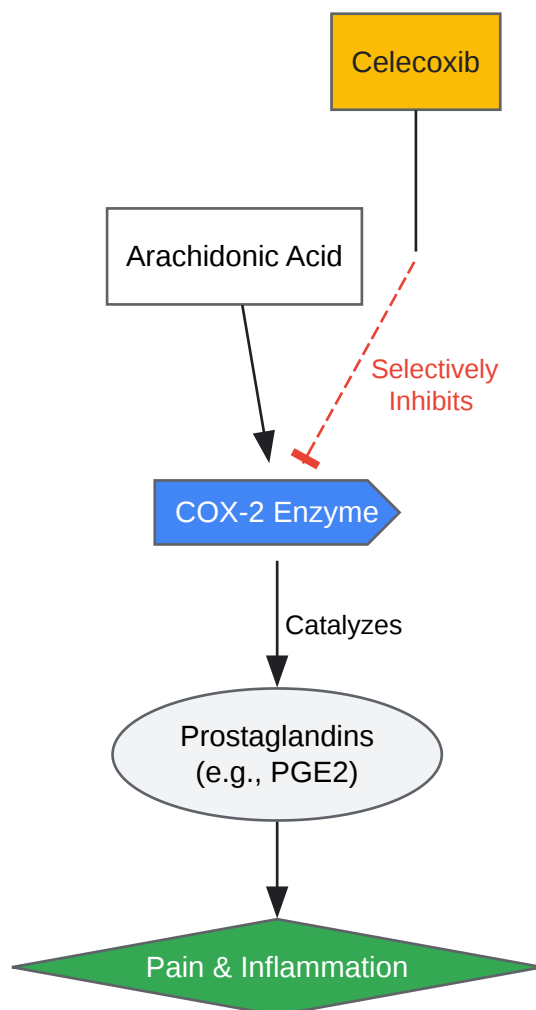 Celecoxib
Arachidonic Acid
Selectively
Inhibits
COX-2 Enzyme
Catalyzes
Prostaglandins
(e.g., PGE2)
Pain & Inflammation